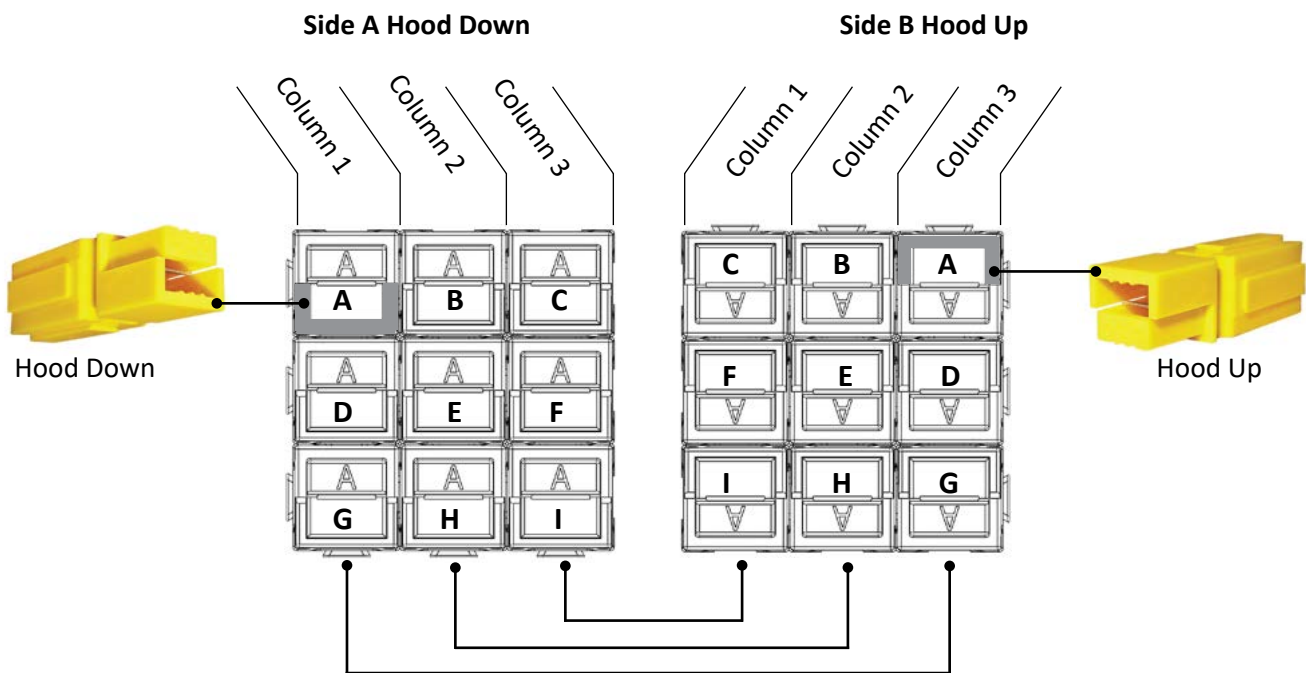 Side A Hood Down
Side B Hood Up
Column 1
Column 2
Column 3
Column 1
Column 2
Column 3
A A A
A B C
C B A
A A A
Hood Down
Hood Up
A A A
D E F
F E D
A A A
A A A
G H I
I H G
A A A